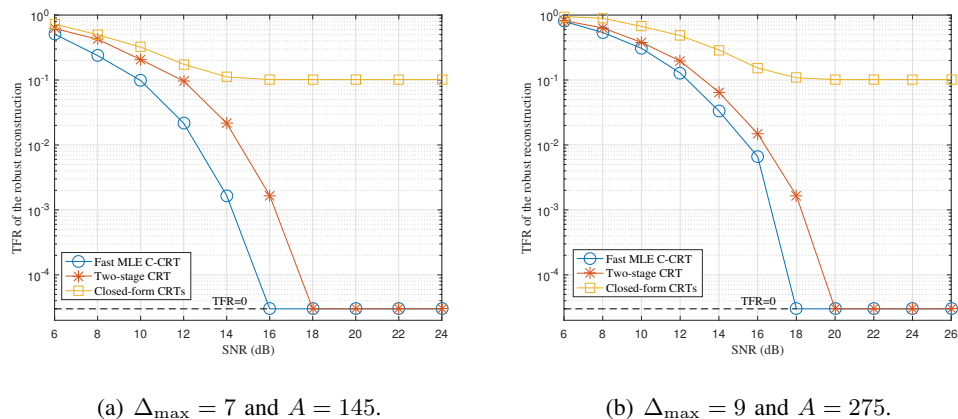 10^0
10^-1
10^-2
10^-3
10^-4
TFR of the robust reconstruction
Fast MLE C-CRT
Two-stage CRT
Closed-form CRTs
TFR=0
6 8 10 12 14 16 18 20 22 24
SNR (dB)
(a) Δmax = 7 and A = 145.
10^0
10^-1
10^-2
10^-3
10^-4
TFR of the robust reconstruction
Fast MLE C-CRT
Two-stage CRT
Closed-form CRTs
TFR=0
6 8 10 12 14 16 18 20 22 24 26
SNR (dB)
(b) Δmax = 9 and A = 275.